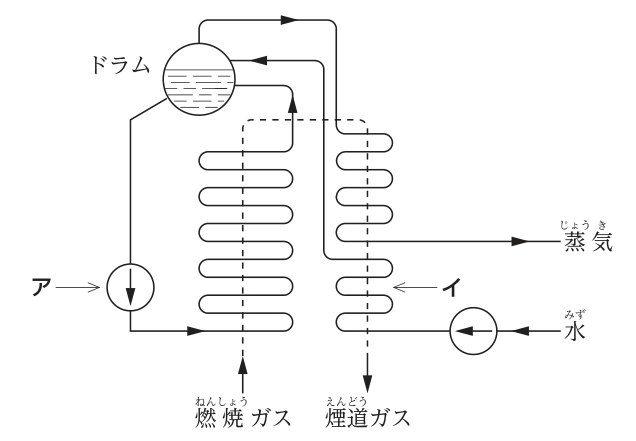 ドラム
じょう き
蒸 気
ア
イ
みず
水
ねんしょう
燃 焼 ガス
えんどう
煙道ガス